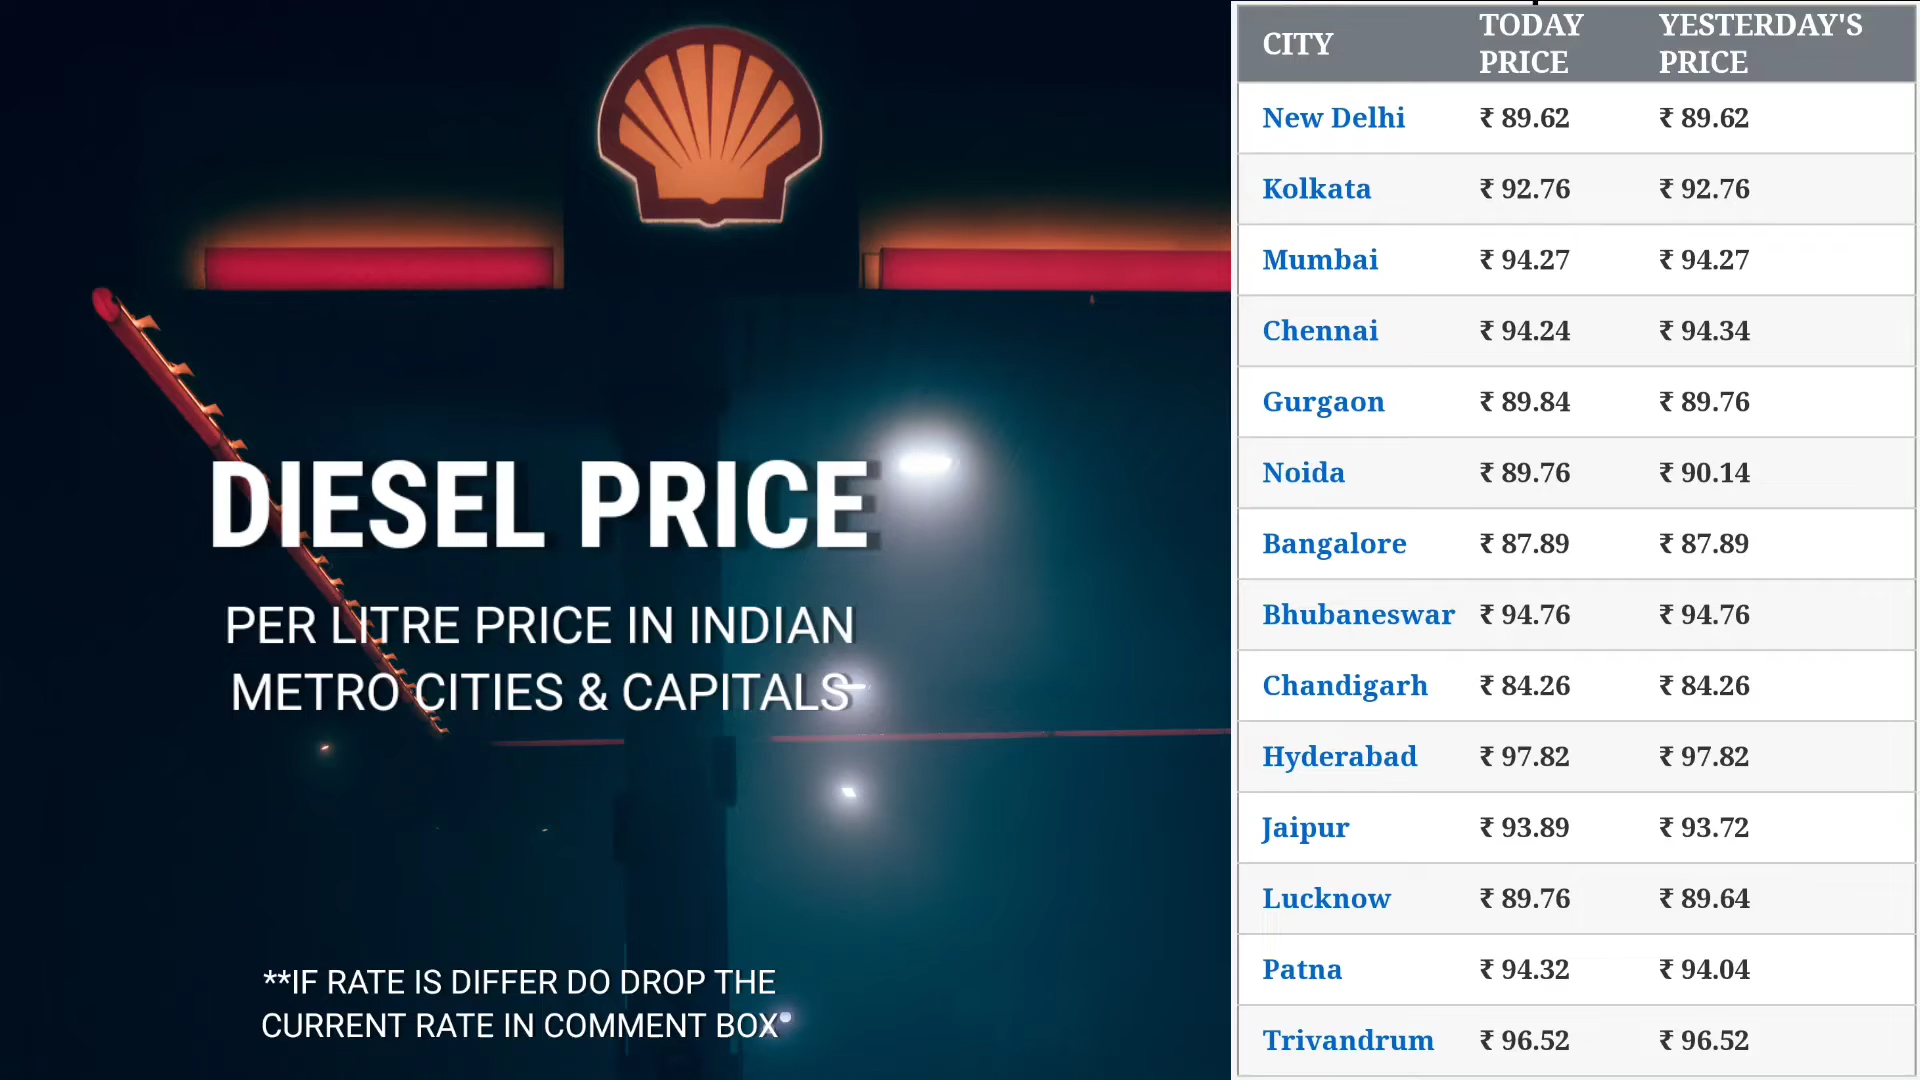 DIESEL PRICE
PER LITRE PRICE IN INDIAN
METRO CITIES & CAPITALS
**IF RATE IS DIFFER DO DROP THE
CURRENT RATE IN COMMENT BOX
CITY TODAY PRICE YESTERDAY'S PRICE
New Delhi ₹ 89.62 ₹ 89.62
Kolkata ₹ 92.76 ₹ 92.76
Mumbai ₹ 94.27 ₹ 94.27
Chennai ₹ 94.24 ₹ 94.34
Gurgaon ₹ 89.84 ₹ 89.76
Noida ₹ 89.76 ₹ 90.14
Bangalore ₹ 87.89 ₹ 87.89
Bhubaneswar ₹ 94.76 ₹ 94.76
Chandigarh ₹ 84.26 ₹ 84.26
Hyderabad ₹ 97.82 ₹ 97.82
Jaipur ₹ 93.89 ₹ 93.72
Lucknow ₹ 89.76 ₹ 89.64
Patna ₹ 94.32 ₹ 94.04
Trivandrum ₹ 96.52 ₹ 96.52